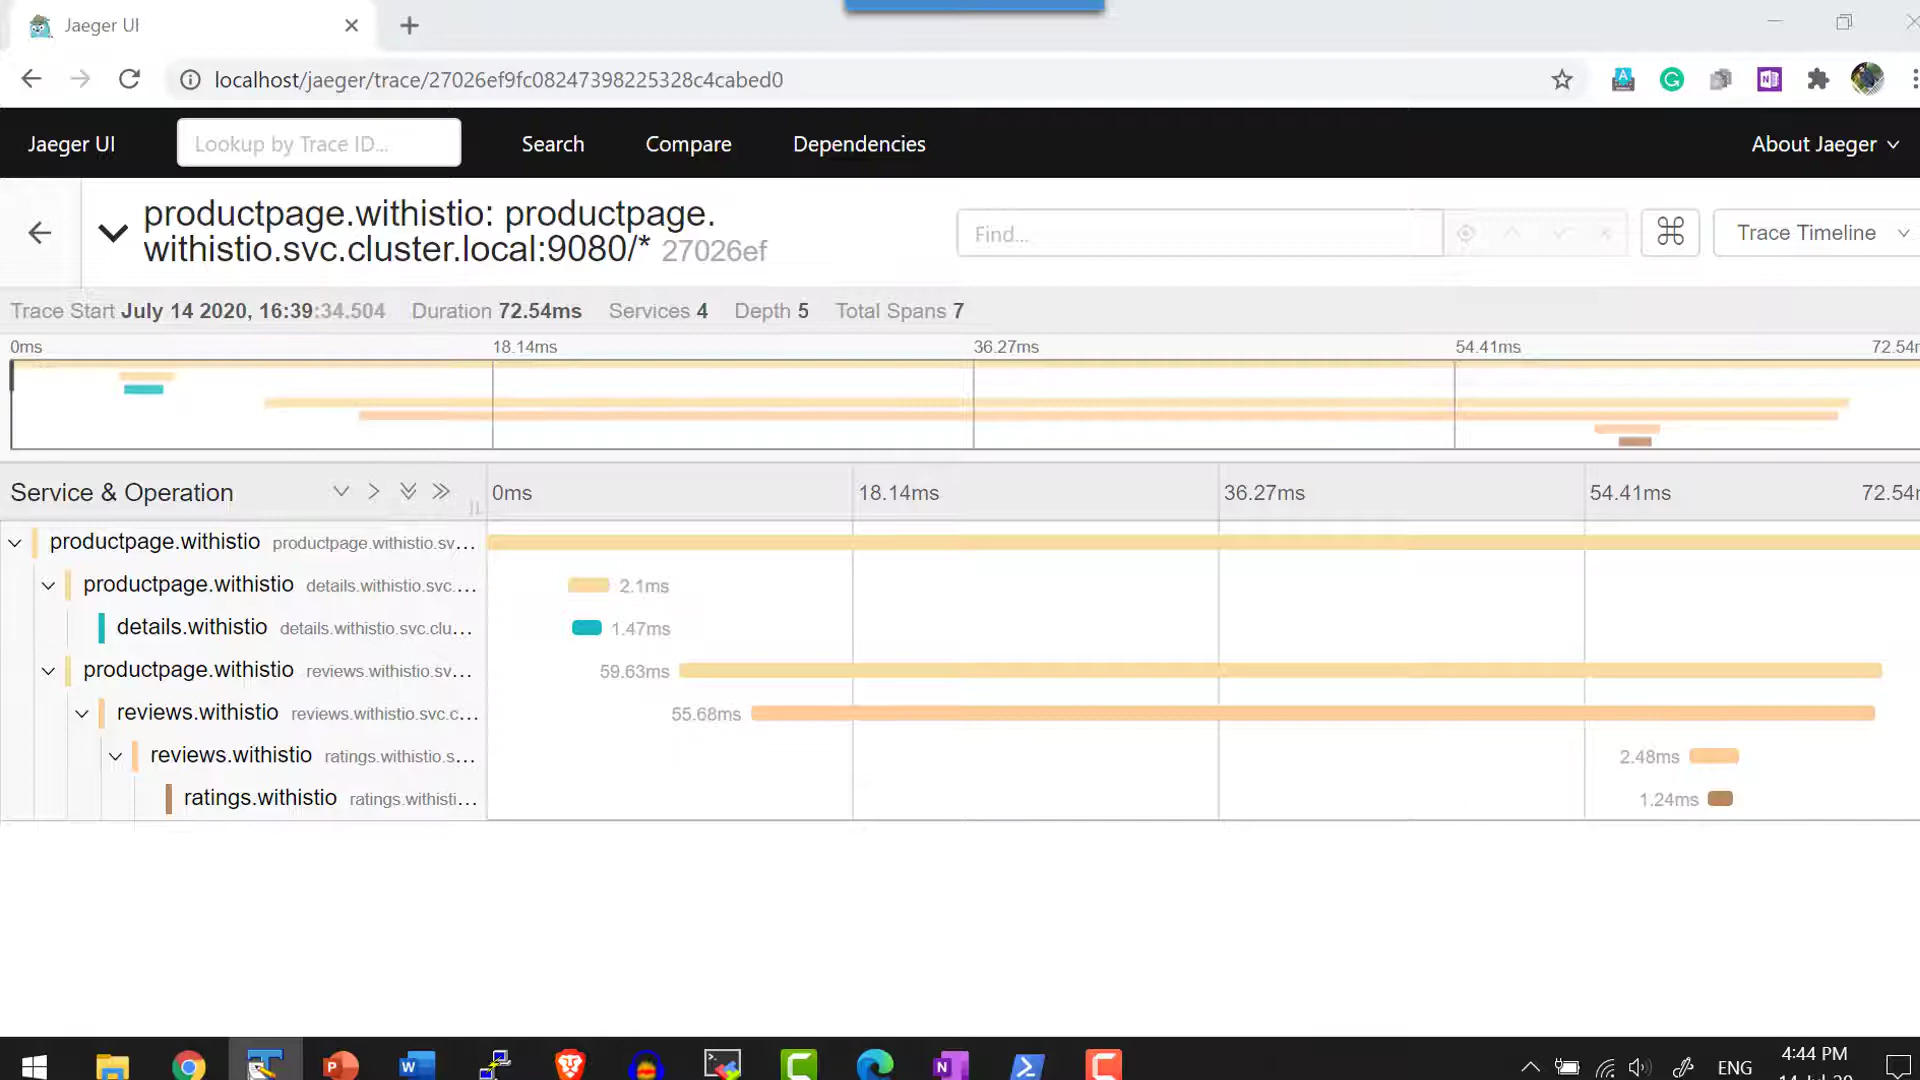 Jaeger UI
localhost/jaeger/trace/27026ef9fc08247398225328c4cabed0
Jaeger UI Lookup by Trace ID... Search Compare Dependencies About Jaeger
productpage.withistio: productpage.
withistio.svc.cluster.local:9080/* 27026ef
Find...
Trace Timeline
Trace Start July 14 2020, 16:39:34.504 Duration 72.54ms Services 4 Depth 5 Total Spans 7
0ms 18.14ms 36.27ms 54.41ms 72.54m
Service & Operation 0ms 18.14ms 36.27ms 54.41ms 72.54m
productpage.withistio productpage.withistio.sv...
productpage.withistio details.withistio.svc.... 2.1ms
details.withistio details.withistio.svc.clu... 1.47ms
productpage.withistio reviews.withistio.sv... 59.63ms
reviews.withistio reviews.withistio.svc.c... 55.68ms
reviews.withistio ratings.withistio.s... 2.48ms
ratings.withistio ratings.withisti... 1.24ms
ENG
4:44 PM